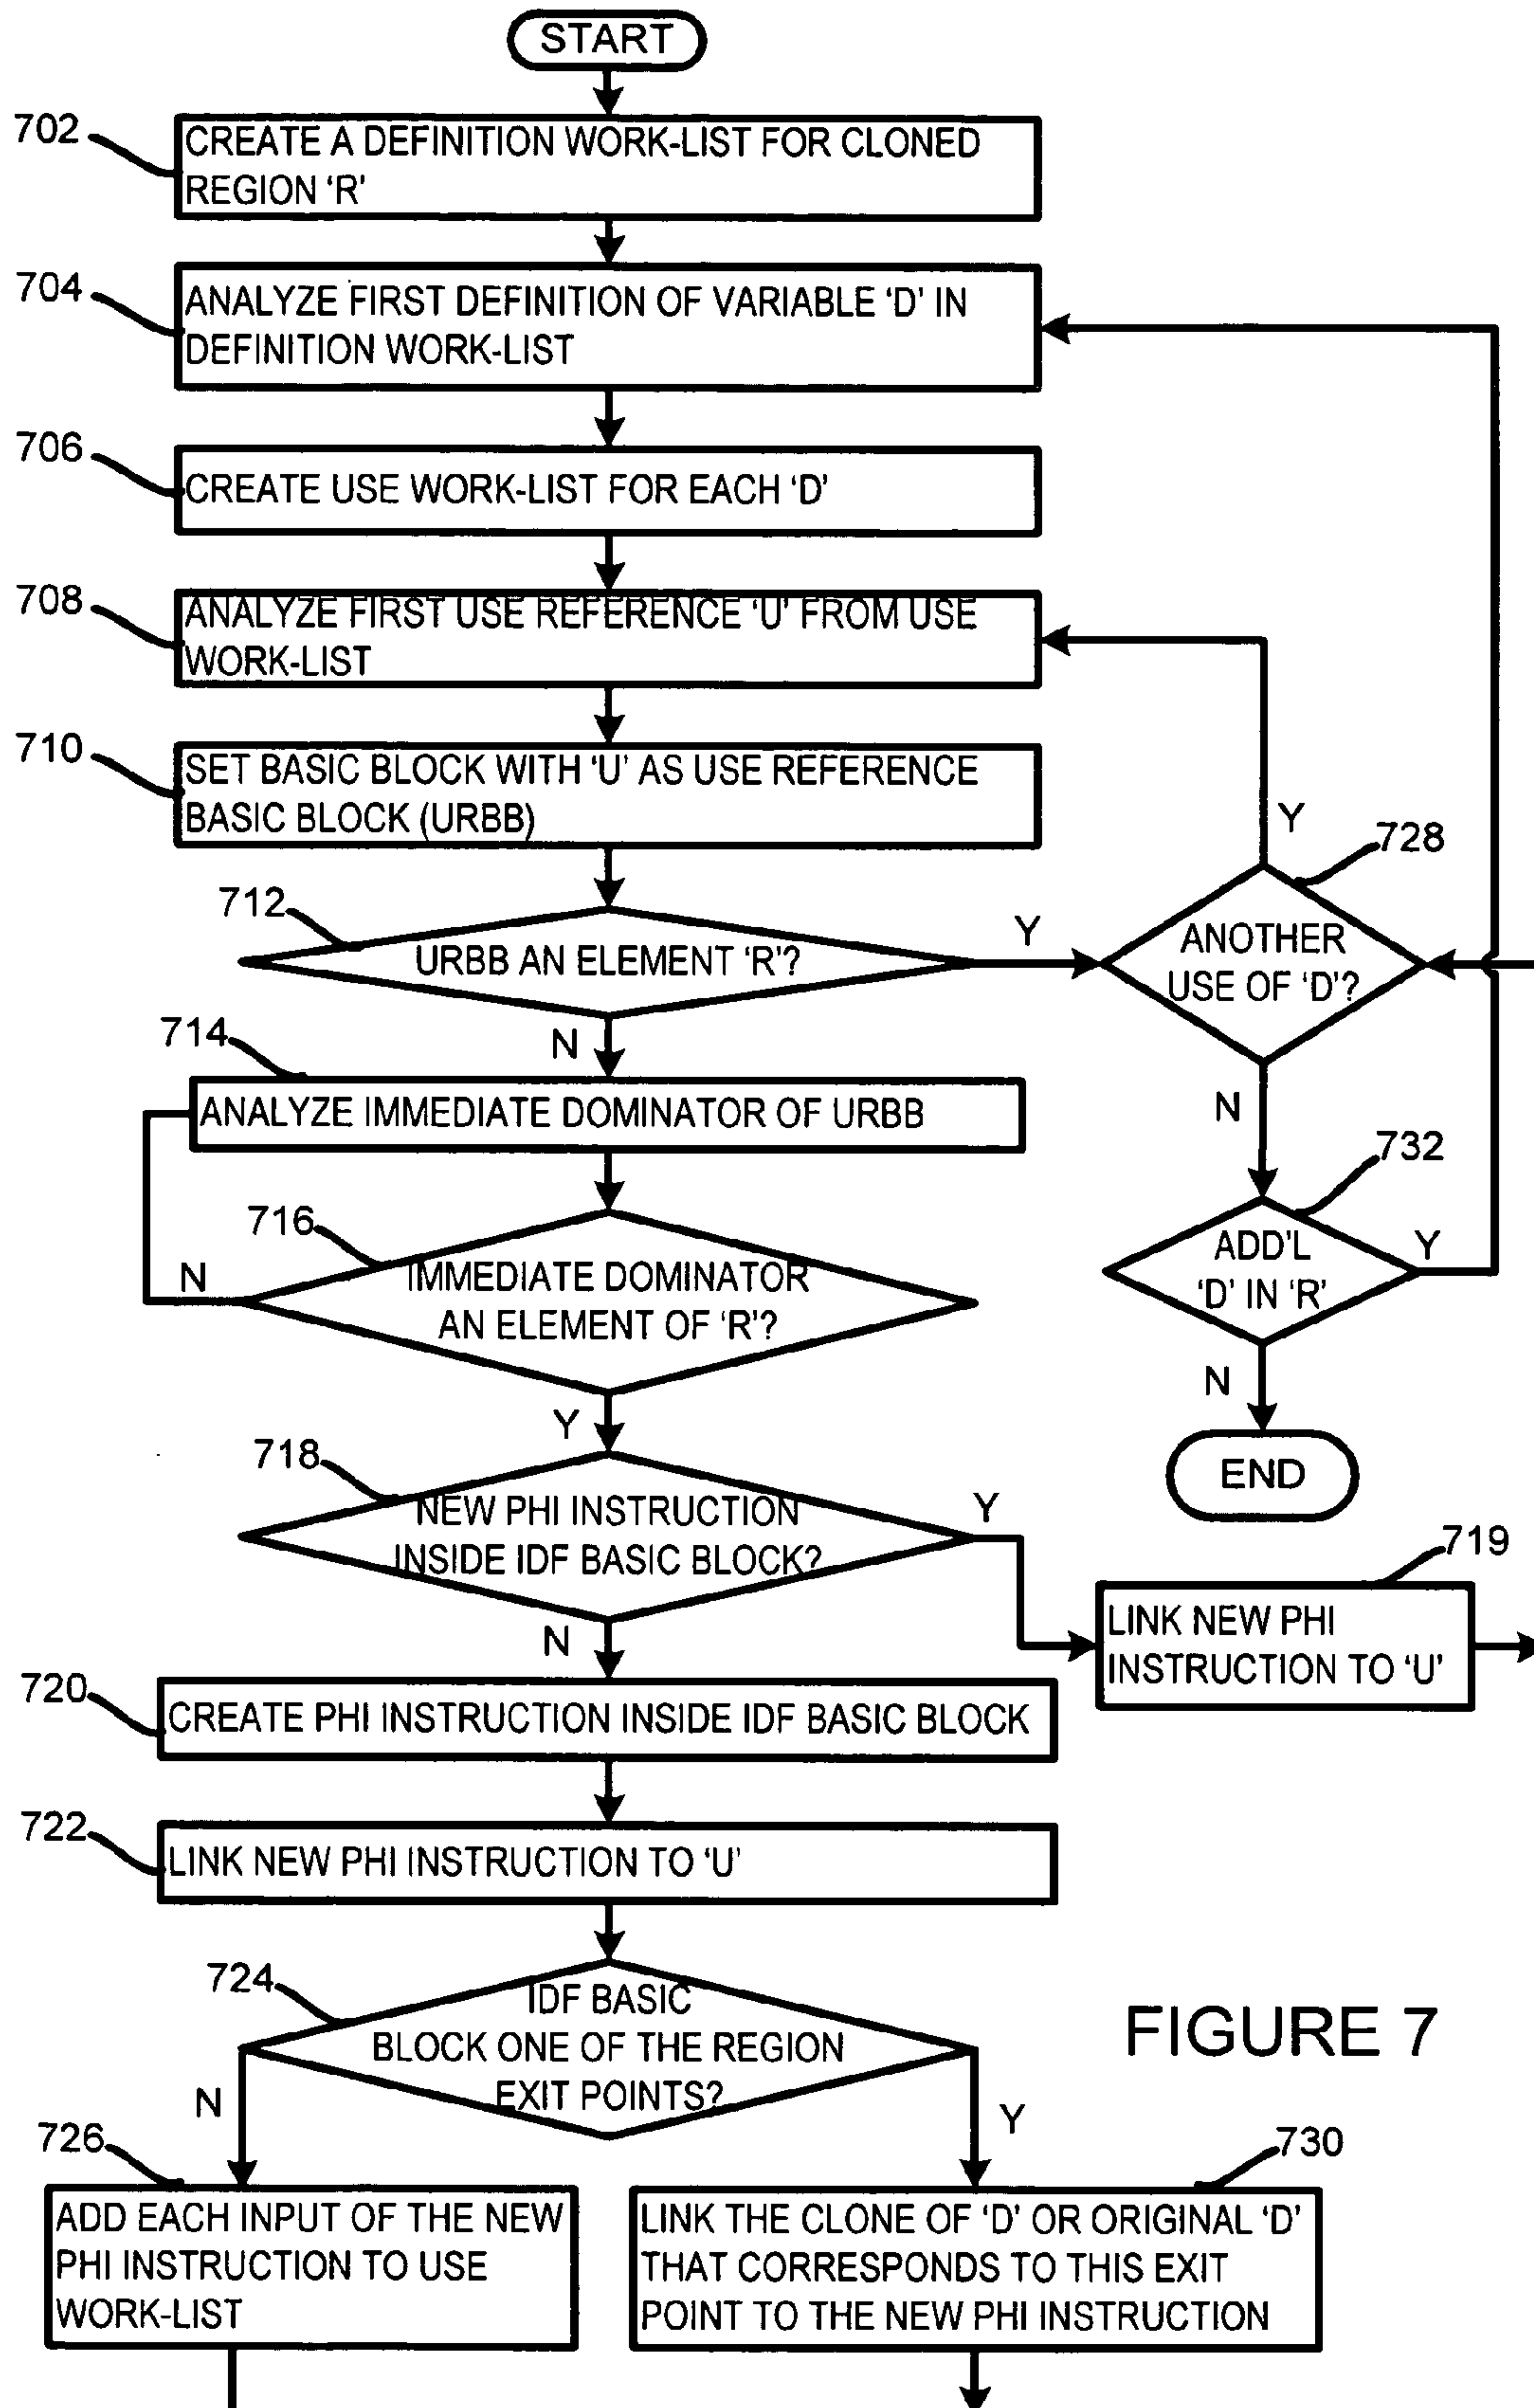 START
702
CREATE A DEFINITION WORK-LIST FOR CLONED
REGION ‘R’
704
ANALYZE FIRST DEFINITION OF VARIABLE ‘D’ IN
DEFINITION WORK-LIST
706
CREATE USE WORK-LIST FOR EACH ‘D’
708
ANALYZE FIRST USE REFERENCE ‘U’ FROM USE
WORK-LIST
710
SET BASIC BLOCK WITH ‘U’ AS USE REFERENCE
BASIC BLOCK (URBB)
Y
728
712
URBB AN ELEMENT ‘R’?
Y
ANOTHER
USE OF ‘D’?
N
714
ANALYZE IMMEDIATE DOMINATOR OF URBB
N
732
716
IMMEDIATE DOMINATOR
AN ELEMENT OF ‘R’?
N
ADD’L
‘D’ IN ‘R’
Y
N
END
Y
718
NEW PHI INSTRUCTION
INSIDE IDF BASIC BLOCK?
Y
719
LINK NEW PHI
INSTRUCTION TO ‘U’
N
720
CREATE PHI INSTRUCTION INSIDE IDF BASIC BLOCK
722
LINK NEW PHI INSTRUCTION TO ‘U’
724
IDF BASIC
BLOCK ONE OF THE REGION
EXIT POINTS?
FIGURE 7
N
Y
726
ADD EACH INPUT OF THE NEW
PHI INSTRUCTION TO USE
WORK-LIST
730
LINK THE CLONE OF ‘D’ OR ORIGINAL ‘D’
THAT CORRESPONDS TO THIS EXIT
POINT TO THE NEW PHI INSTRUCTION